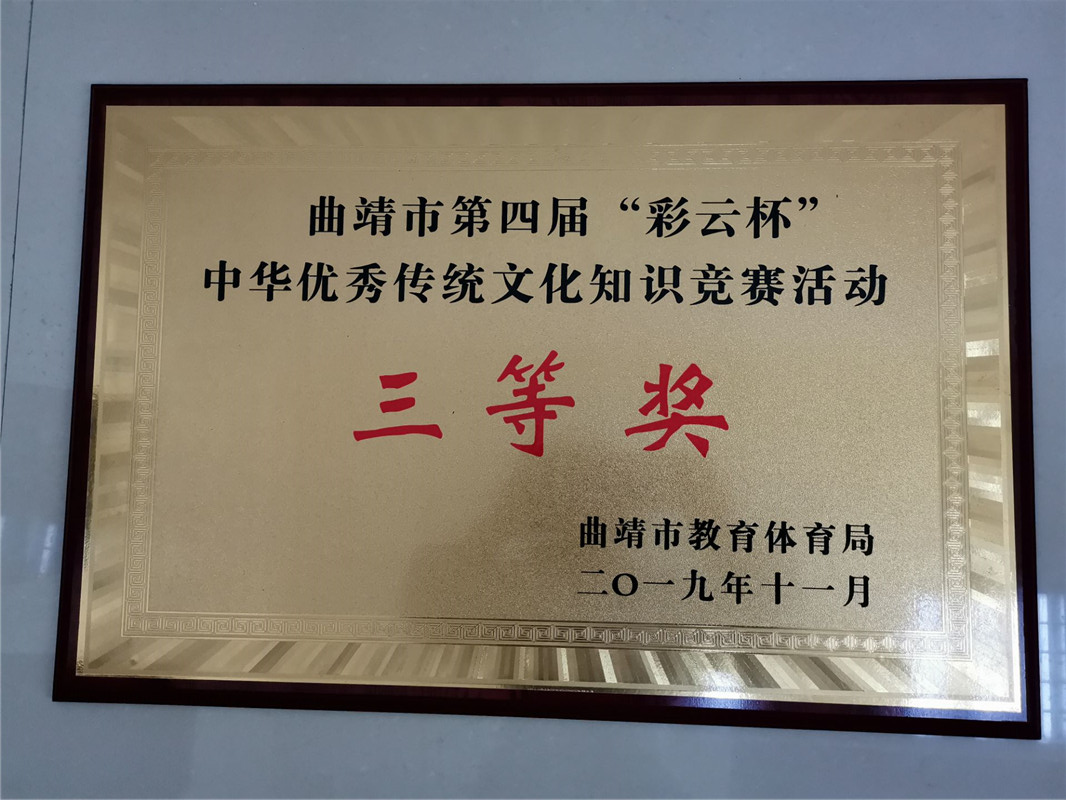 曲靖市第四届“彩云杯”
中华优秀传统文化知识竞赛活动
三等奖
曲靖市教育体育局
二〇一九年十一月